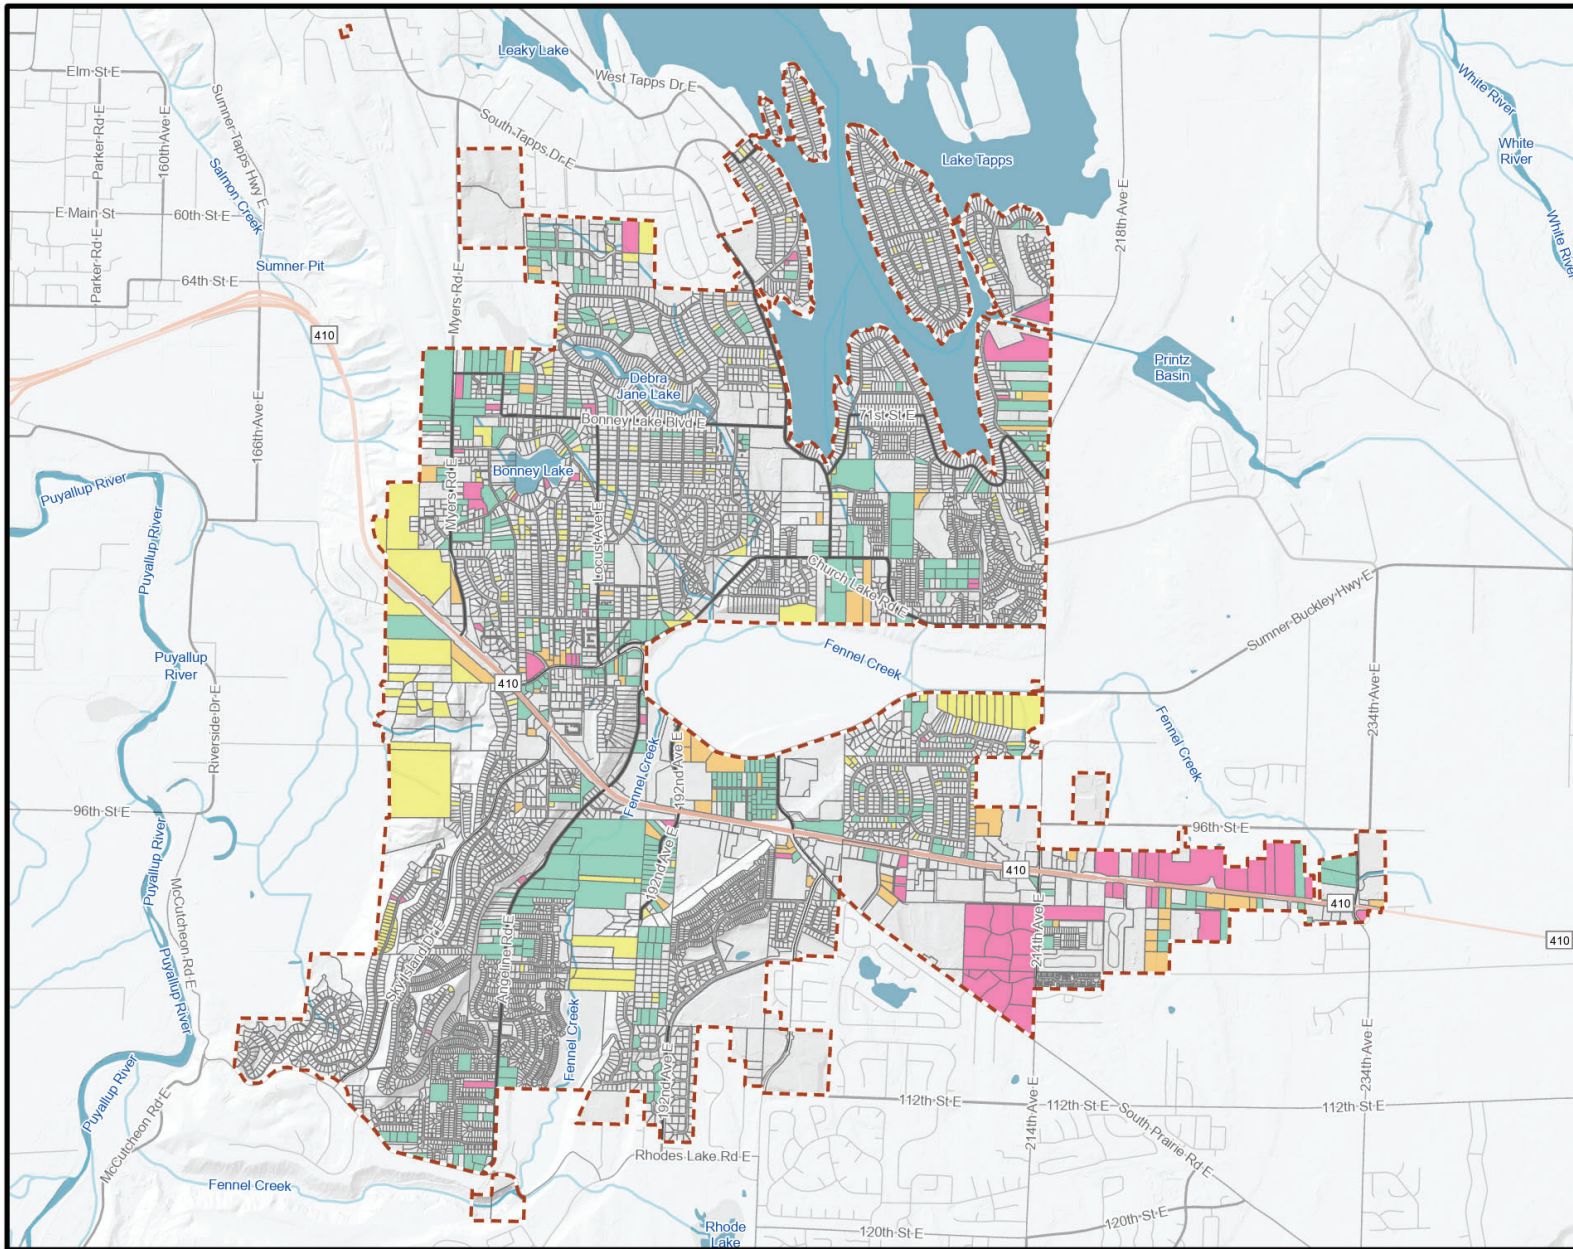 Leaky Lake
West Tapps Dr E
Elm St E
Parker Rd E
160th Ave E
Sumner-Tapps Hwy E
South Tapps Dr E
White River
White
River
Lake Tapps
Salmon Creek
218th Ave E
E Main St
60th St E
White River
Parker Rd E
Sumner Pit
64th St E
Myers Rd E
410
Printz
Basin
Debra
Jane Lake
166th Ave E
Bonney Lake Blvd E
71st St E
Bonney Lake
Puyallup River
Myers Rd E
Locust Ave E
Puyallup River
Church Lake Rd E
Sumner-Buckley Hwy E
Fennel Creek
Puyallup
River
410
234th Ave E
Riverside Dr E
Fennel Creek
192nd Ave E
Fennel Creek
96th St E
96th St E
Puyallup River
192nd Ave E
410
McCutcheon Rd E
410
410
Sky Island Dr E
Angeline Rd E
214th Ave E
Puyallup River
Fennel Creek
192nd Ave E
234th Ave E
Puyallup River
McCutcheon Rd E
112th St E
112th St E
112th St E
214th Ave E
South Prairie Rd E
Rhodes Lake Rd E
Fennel Creek
Rhode
Lake
120th St E
120th St E